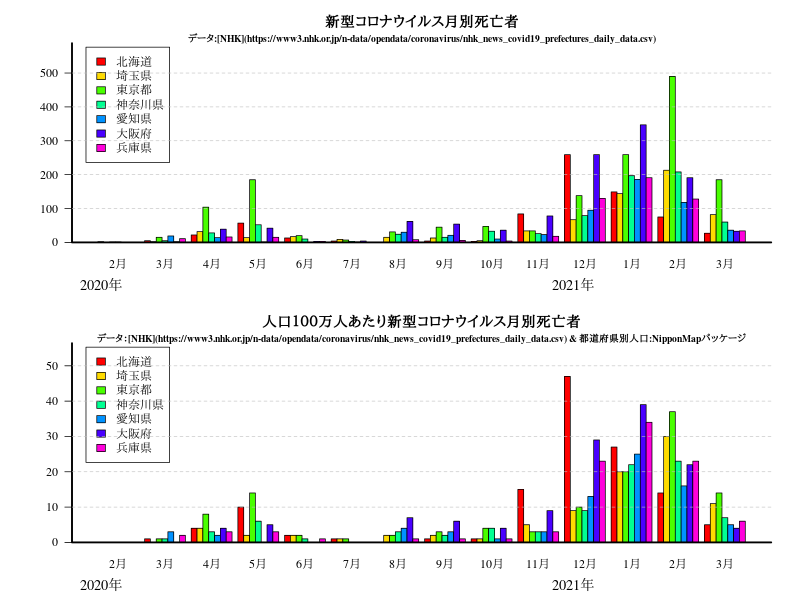 新型コロナウイルス月別死亡者
データ:[NHK](https://www3.nhk.or.jp/n-data/opendata/coronavirus/nhk_news_covid19_prefectures_daily_data.csv)
北海道
埼玉県
東京都
神奈川県
愛知県
大阪府
兵庫県
500
400
300
200
100
0
2月 3月 4月 5月 6月 7月 8月 9月 10月 11月 12月 1月 2月 3月
2020年 2021年
人口100万人あたり新型コロナウイルス月別死亡者
データ:[NHK](https://www3.nhk.or.jp/n-data/opendata/coronavirus/nhk_news_covid19_prefectures_daily_data.csv) & 都道府県別人口:NipponMapパッケージ
北海道
埼玉県
東京都
神奈川県
愛知県
大阪府
兵庫県
50
40
30
20
10
0
2月 3月 4月 5月 6月 7月 8月 9月 10月 11月 12月 1月 2月 3月
2020年 2021年